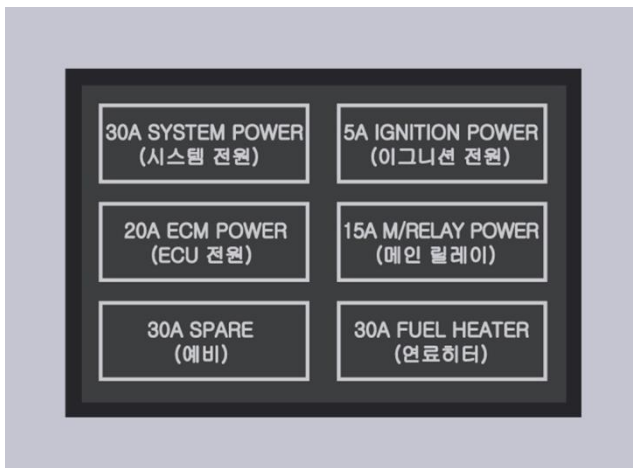 30A SYSTEM POWER
(시스템 전원)
5A IGNITION POWER
(이그니션 전원)
20A ECM POWER
(ECU 전원)
15A M/RELAY POWER
(메인 릴레이)
30A SPARE
(예비)
30A FUEL HEATER
(연료히터)